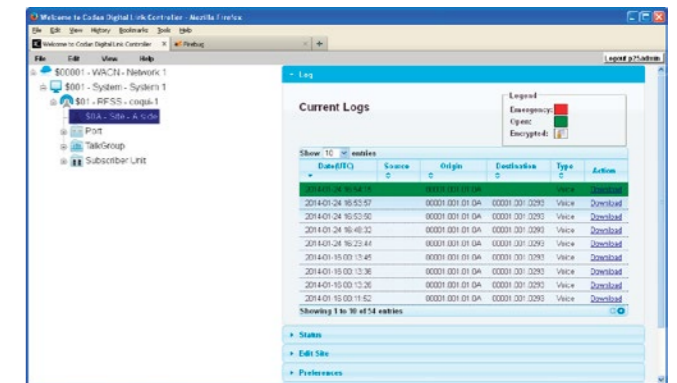 Welcome to Codan Digital Link Controller - Mozilla Firefox
File Edit View History Bookmarks Tools Help
Welcome to Codan Digital Link Controller × Firebug +
File Edit View Help Logout p25admin
$00001 - WACN - Network 1
$001 - System - System 1
$01 - RFSS - coqui-1
$0A - Site - A side
Port
TalkGroup
Subscriber Unit
Log
Current Logs
Legend
Emergency:
Open:
Encrypted:
Show 10 entries
Date(UTC) Source Origin Destination Type Action
2014-01-24 16:54:15 00001.001.01.0A Voice Download
2014-01-24 16:53:57 00001.001.01.0A 00001.001.0293 Voice Download
2014-01-24 16:53:50 00001.001.01.0A 00001.001.0293 Voice Download
2014-01-24 16:48:32 00001.001.01.0A 00001.001.0293 Voice Download
2014-01-24 16:23:44 00001.001.01.0A 00001.001.0293 Voice Download
2014-01-16 00:13:45 00001.001.01.0A 00001.001.0293 Voice Download
2014-01-16 00:13:36 00001.001.01.0A 00001.001.0293 Voice Download
2014-01-16 00:13:26 00001.001.01.0A 00001.001.0293 Voice Download
2014-01-16 00:11:52 00001.001.01.0A 00001.001.0293 Voice Download
Showing 1 to 10 of 54 entries
Status
Edit Site
Preferences